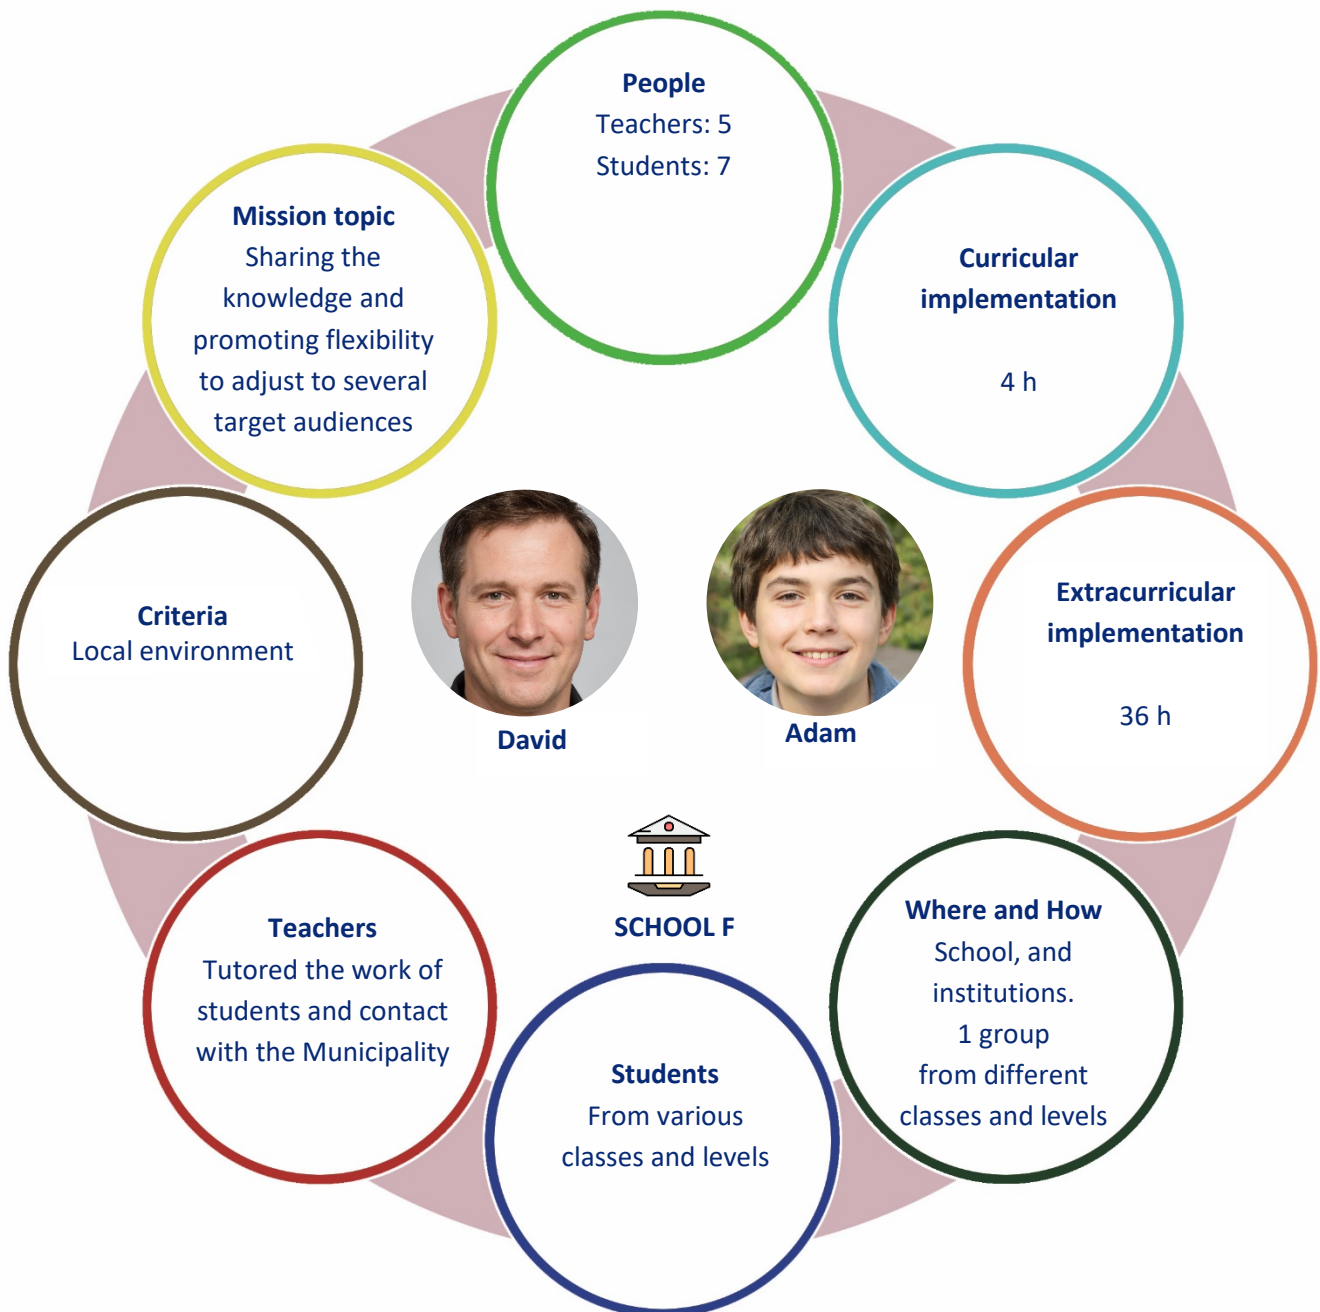 People
Teachers: 5
Students: 7
Mission topic
Sharing the
knowledge and
promoting flexibility
to adjust to several
target audiences
Curricular
implementation
4 h
Criteria
Local environment
David
Adam
Extracurricular
implementation
36 h
SCHOOL F
Teachers
Tutored the work of
students and contact
with the Municipality
Students
From various
classes and levels
Where and How
School, and
institutions.
1 group
from different
classes and levels